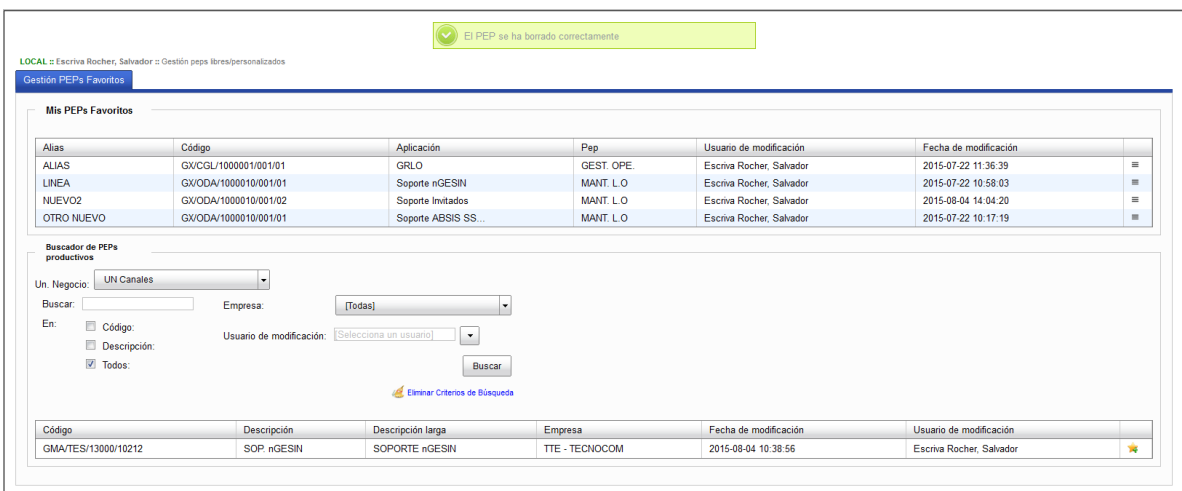 El PEP se ha borrado correctamente
LOCAL :: Escriva Rocher, Salvador :: Gestión peps libres/personalizados
Gestión PEPs Favoritos
Mis PEPs Favoritos
Alias Código Aplicación Pep Usuario de modificación Fecha de modificación
ALIAS GX/CGL/1000001/001/01 GRLO GEST. OPE. Escriva Rocher, Salvador 2015-07-22 11:36:39
LINEA GX/ODA/1000010/001/01 Soporte nGESIN MANT. L.O Escriva Rocher, Salvador 2015-07-22 10:58:03
NUEVO2 GX/ODA/1000010/001/02 Soporte Invitados MANT. L.O Escriva Rocher, Salvador 2015-08-04 14:04:20
OTRO NUEVO GX/ODA/1000010/001/01 Soporte ABSIS SS... MANT. L.O Escriva Rocher, Salvador 2015-07-22 10:17:19
Buscador de PEPs
productivos
Un. Negocio: UN Canales
Buscar: Empresa: [Todas]
En: Código:
Usuario de modificación: [Selecciona un usuario]
Descripción:
Todos:
Buscar
Eliminar Criterios de Búsqueda
Código Descripción Descripción larga Empresa Fecha de modificación Usuario de modificación
GMA/TES/13000/10212 SOP. nGESIN SOPORTE nGESIN TTE - TECNOCOM 2015-08-04 10:38:56 Escriva Rocher, Salvador